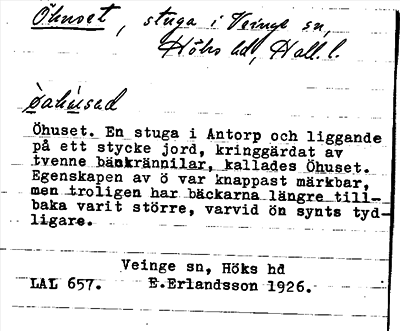 Öhuset, stuga i Veinge sn,
Höks hd, Hall. l.
Öahused
Öhuset. En stuga i Antorp och liggande
på ett stycke jord, kringgärdat av
tvenne bäckrännilar, kallades Öhuset.
Egenskapen av ö var knappast märkbar,
men troligen har bäckarna längre till-
baka varit större, varvid ön synts tyd-
ligare.
Veinge sn, Höks hd
LAL 657. E.Erlandsson 1926.